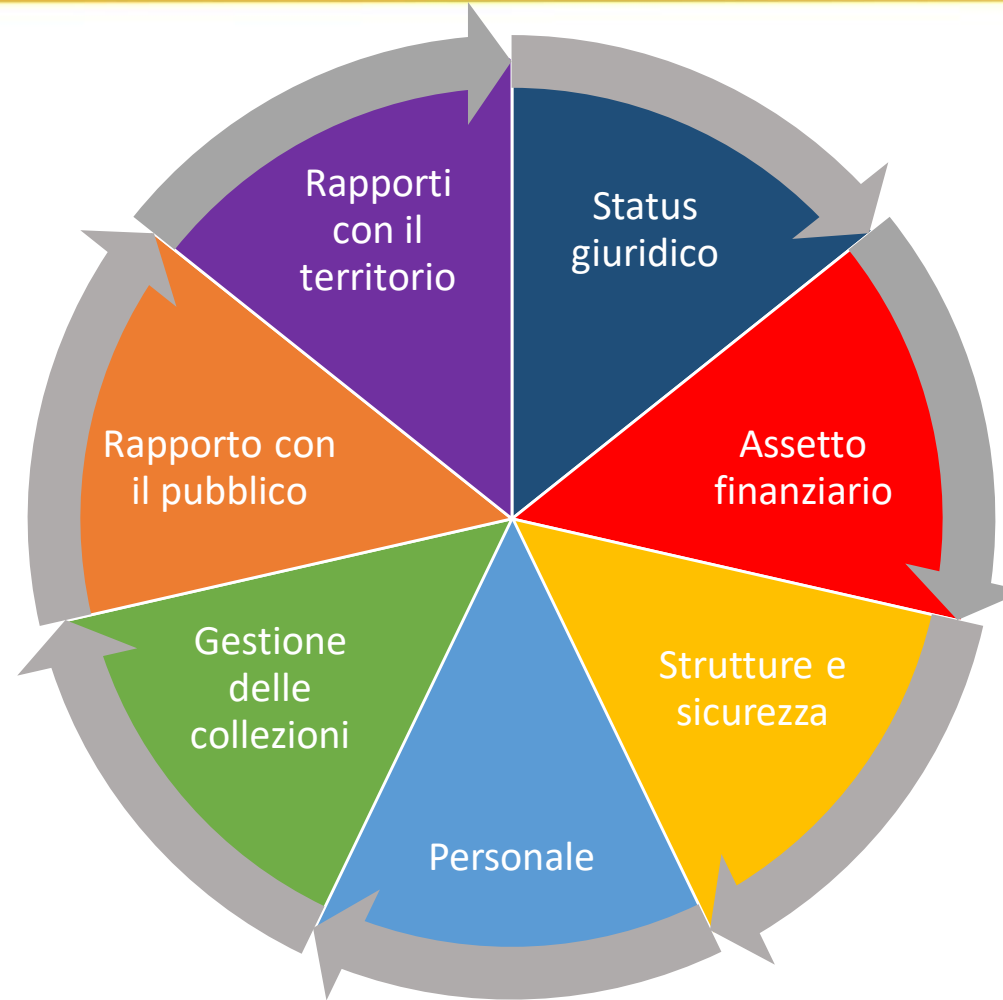 Status
giuridico
Assetto
finanziario
Strutture e
sicurezza
Personale
Gestione
delle
collezioni
Rapporto con
il pubblico
Rapporti
con il
territorio